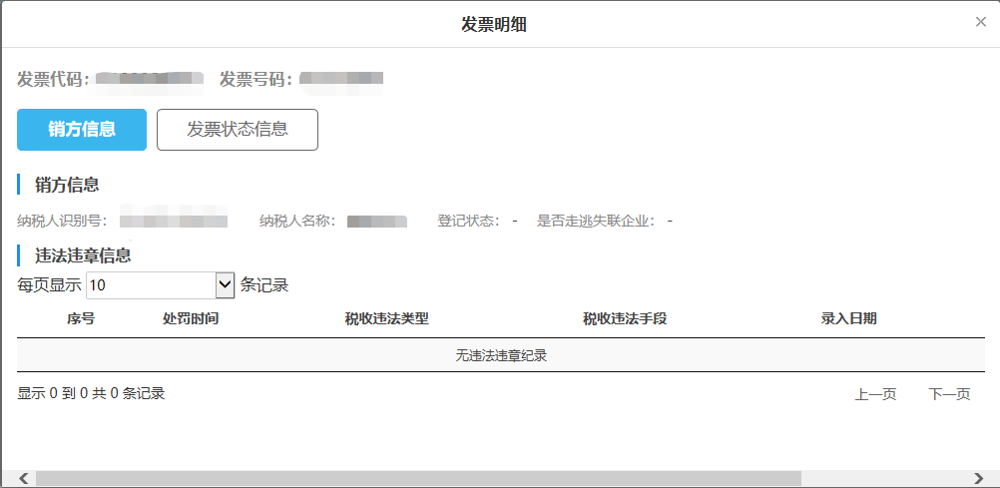 发票明细
发票代码： 发票号码：
销方信息 发票状态信息
销方信息
纳税人识别号： 纳税人名称： 登记状态： - 是否走逃失联企业： -
违法违章信息
每页显示 10 条记录
序号 处罚时间 税收违法类型 税收违法手段 录入日期
无违法违章纪录
显示 0 到 0 共 0 条记录 上一页 下一页